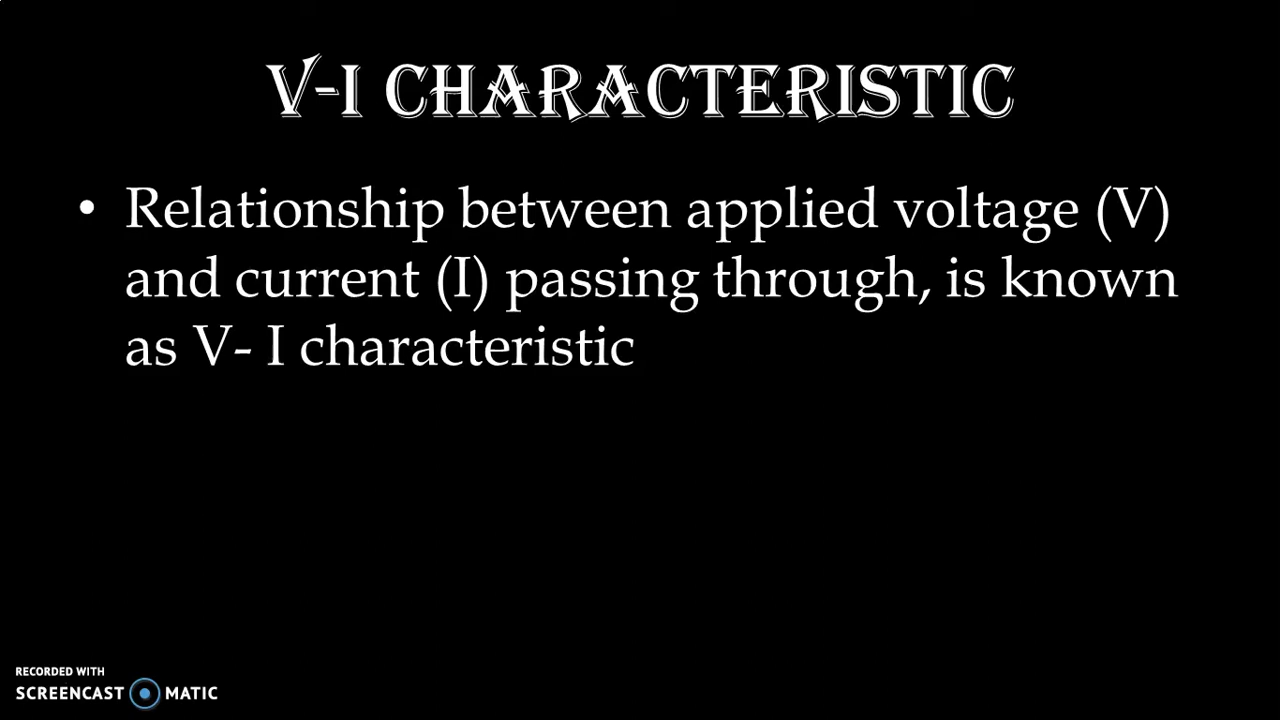 V-I CHARACTERISTIC
• Relationship between applied voltage (V)
and current (I) passing through, is known
as V- I characteristic
RECORDED WITH
SCREENCAST MATIC